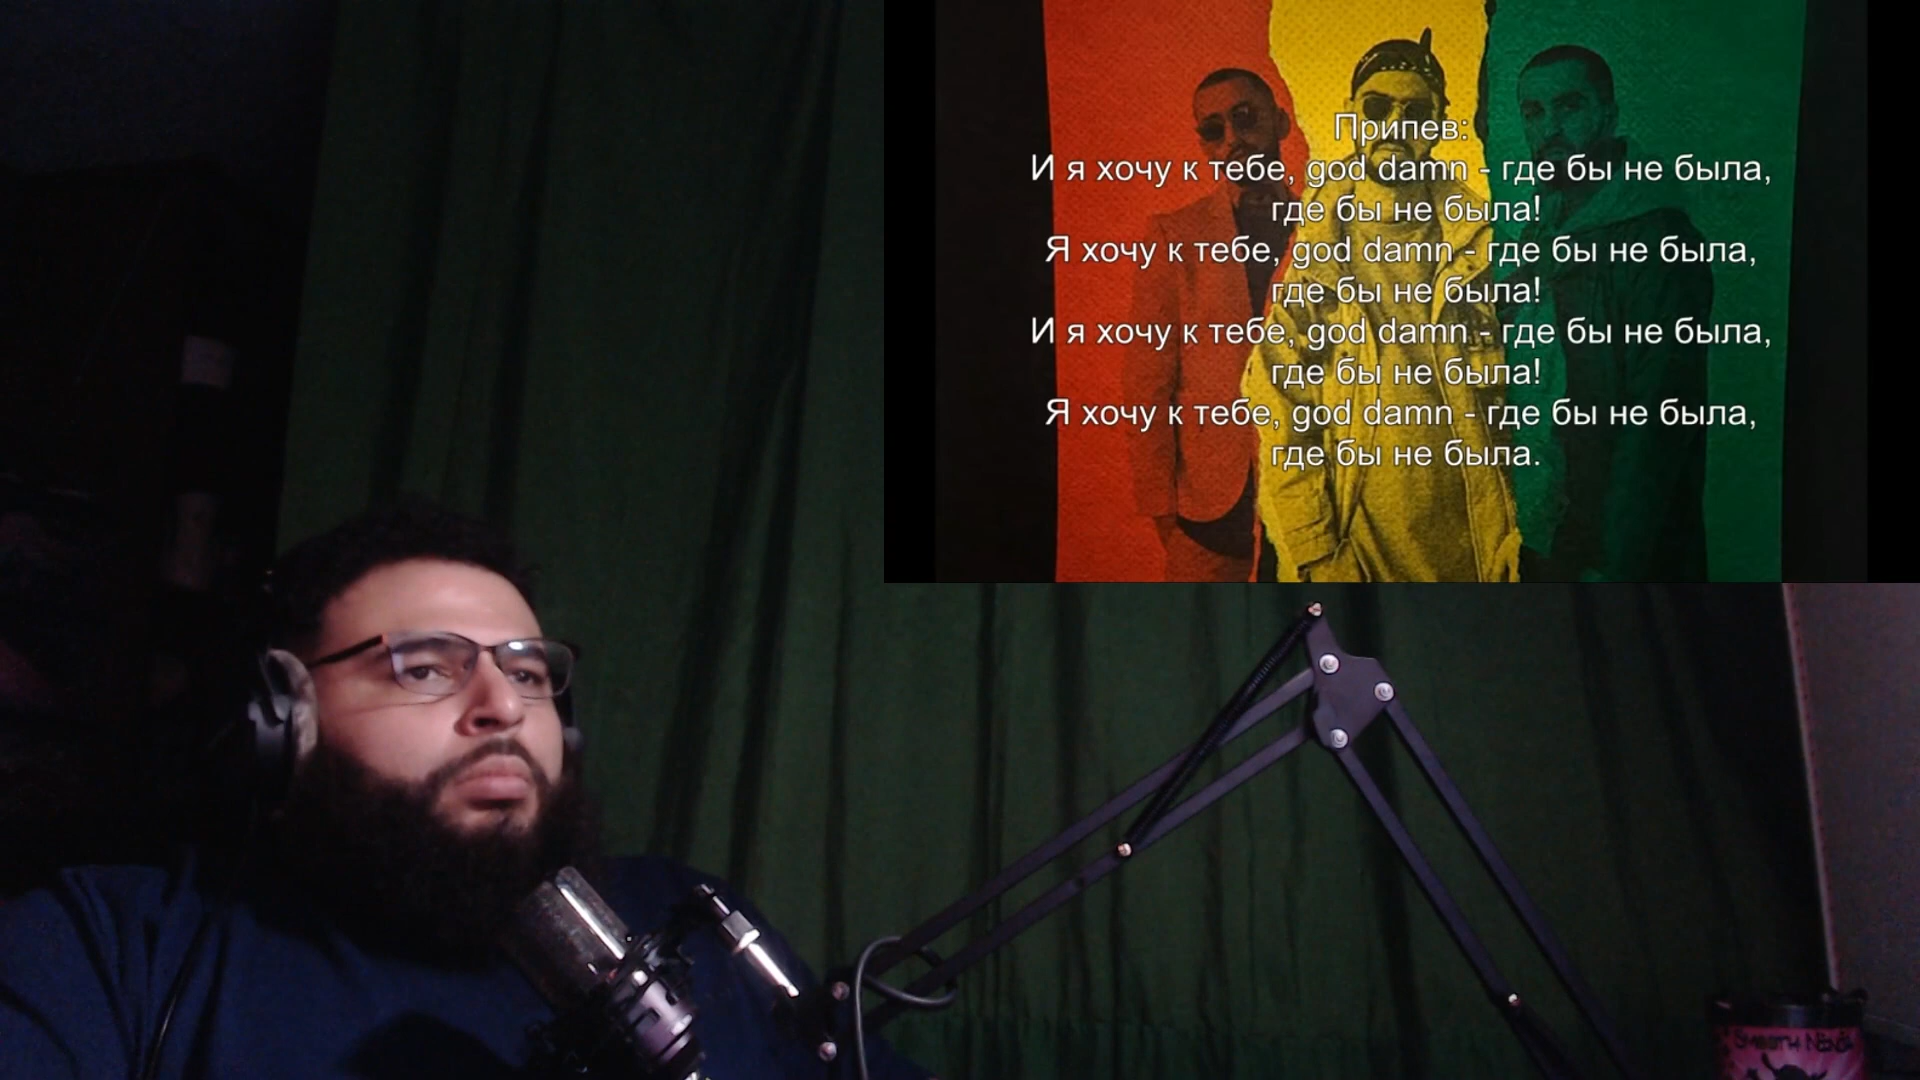 Припев:
И я хочу к тебе, god damn - где бы не была,
где бы не была!
Я хочу к тебе, god damn - где бы не была,
где бы не была!
И я хочу к тебе, god damn - где бы не была,
где бы не была!
Я хочу к тебе, god damn - где бы не была,
где бы не была.
SMOOTH NINJA